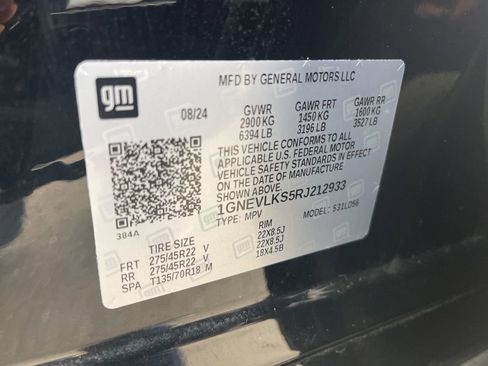 gm
MFD BY GENERAL MOTORS LLC
08/24 GVWR GAWR FRT GAWR RR
2900 KG 1450 KG 1600 KG
6394 LB 3196 LB 3527 LB
THIS VEHICLE CONFORMS TO ALL
APPLICABLE U.S. FEDERAL MOTOR
VEHICLE SAFETY STANDARDS IN EFFECT
ON THE DATE OF MANUFACTURE
SHOWN ABOVE.
1GNEVLKS5RJ212933
TYPE: MPV MODEL: S31LD56
384A
TIRE SIZE RIM
FRT 275/45R22 V 22X8.5J
RR 275/45R22 V 22X8.5J
SPA T135/70R18 M 18X4.5B